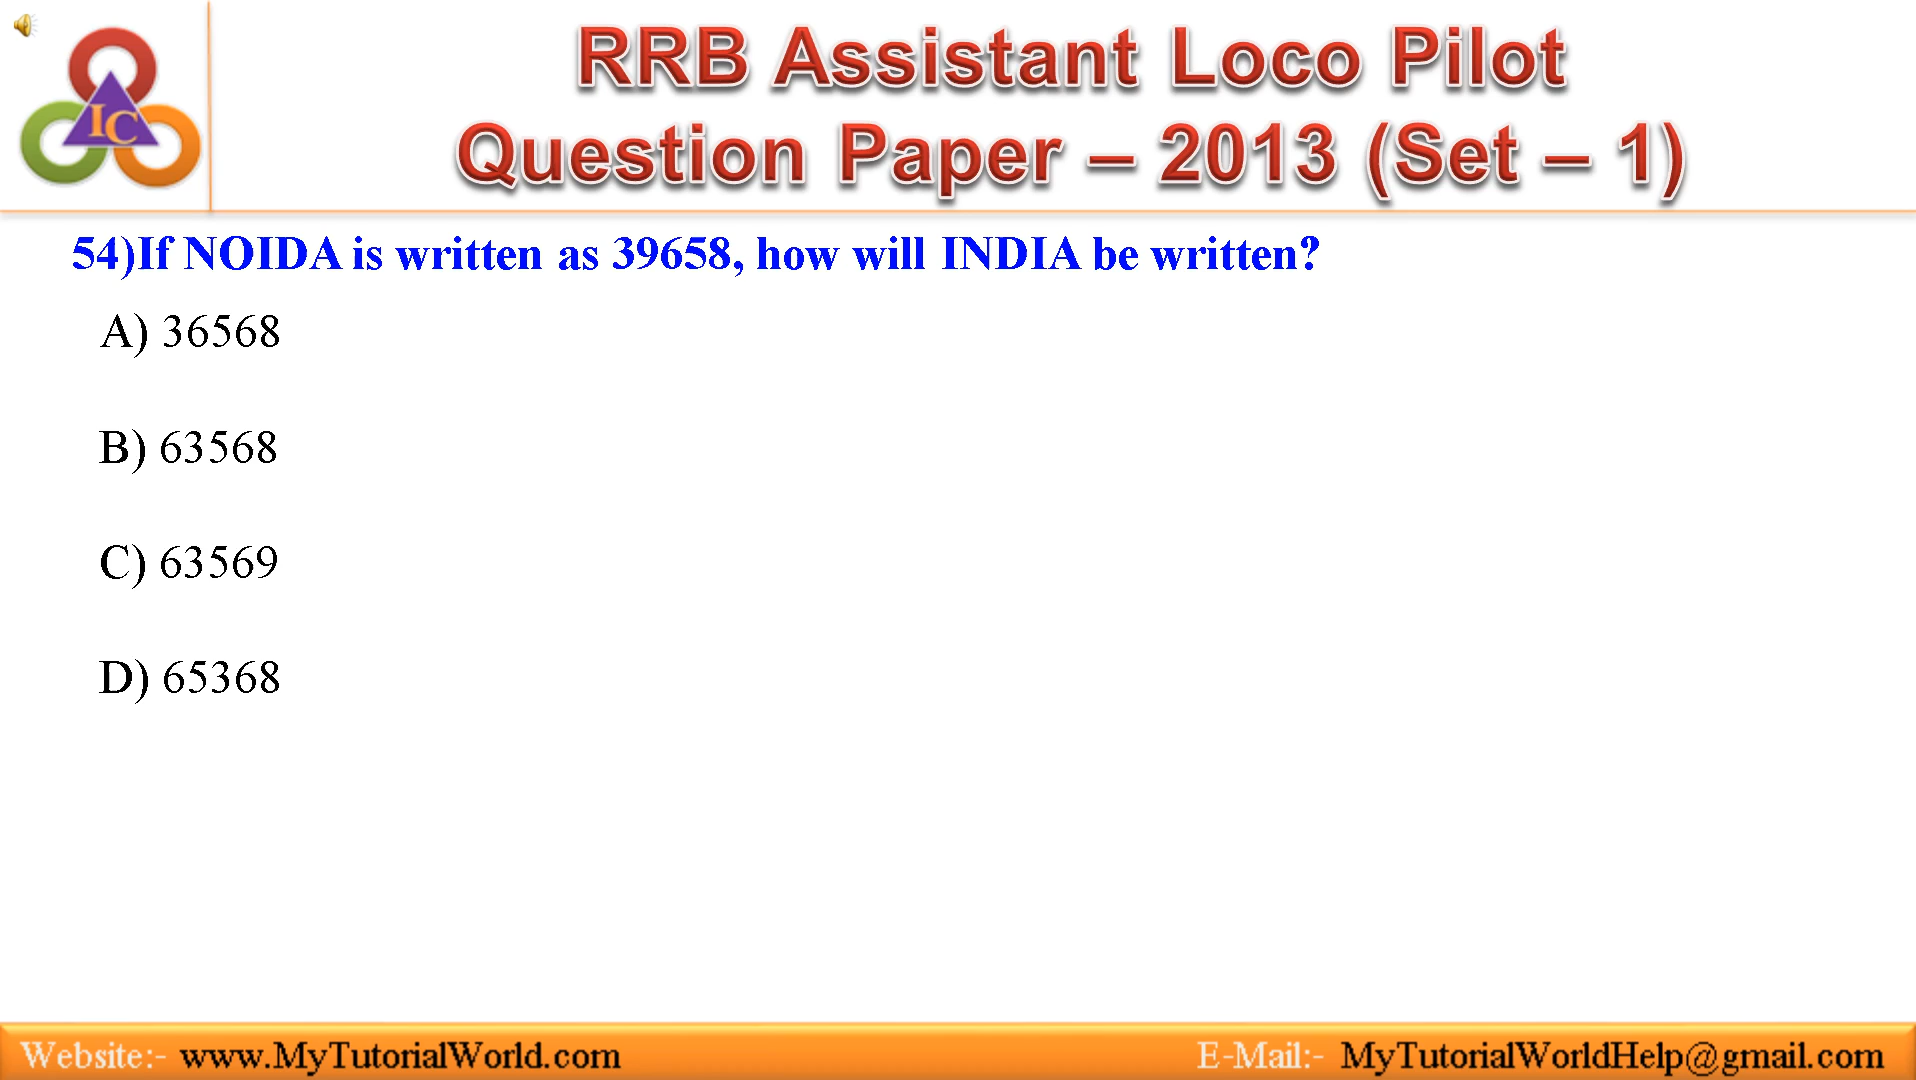 IC
RRB Assistant Loco Pilot
Question Paper – 2013 (Set – 1)
54)If NOIDA is written as 39658, how will INDIA be written?
A) 36568
B) 63568
C) 63569
D) 65368
Website:- www.MyTutorialWorld.com E-Mail:- MyTutorialWorldHelp@gmail.com